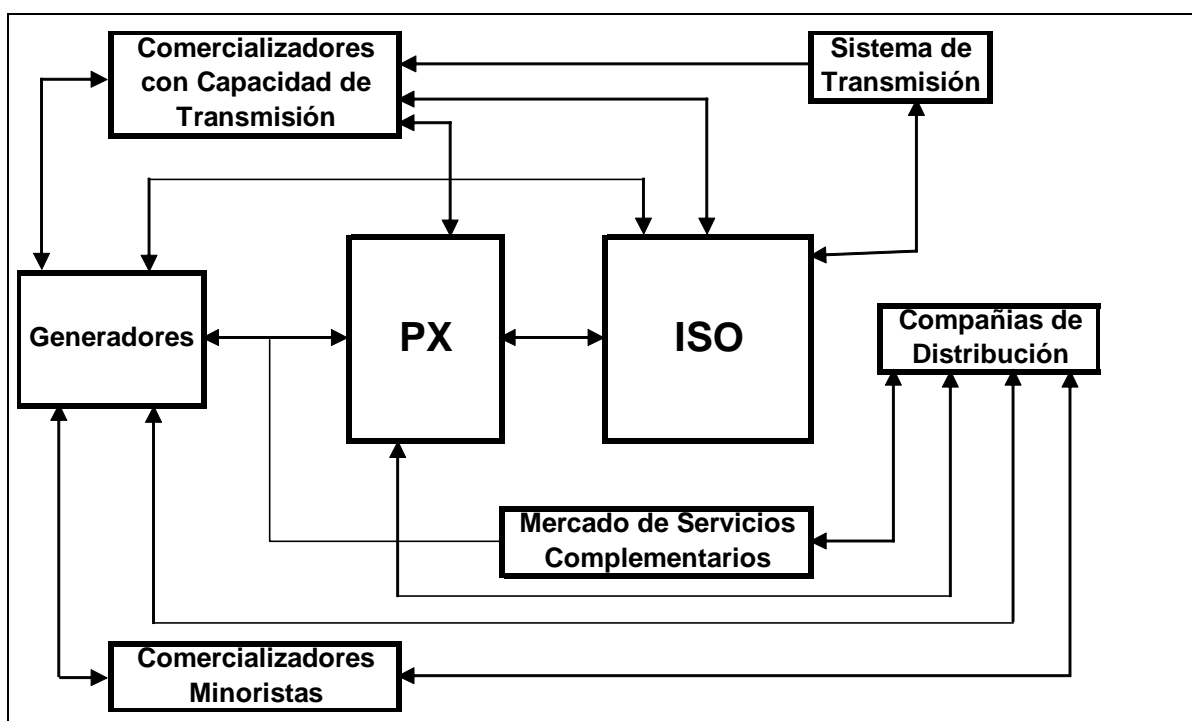 Comercializadores
con Capacidad de
Transmisión
Sistema de
Transmisión
Generadores
PX
ISO
Compañias de
Distribución
Mercado de Servicios
Complementarios
Comercializadores
Minoristas